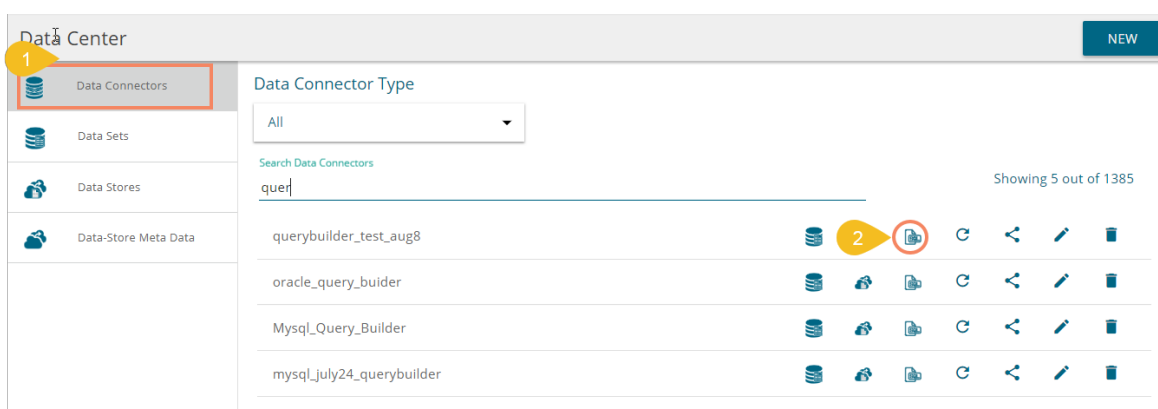 Data Center
NEW
1
Data Connectors
Data Sets
Data Stores
Data-Store Meta Data
Data Connector Type
All
Search Data Connectors
quer
Showing 5 out of 1385
querybuilder_test_aug8
2
oracle_query_buider
Mysql_Query_Builder
mysql_july24_querybuilder